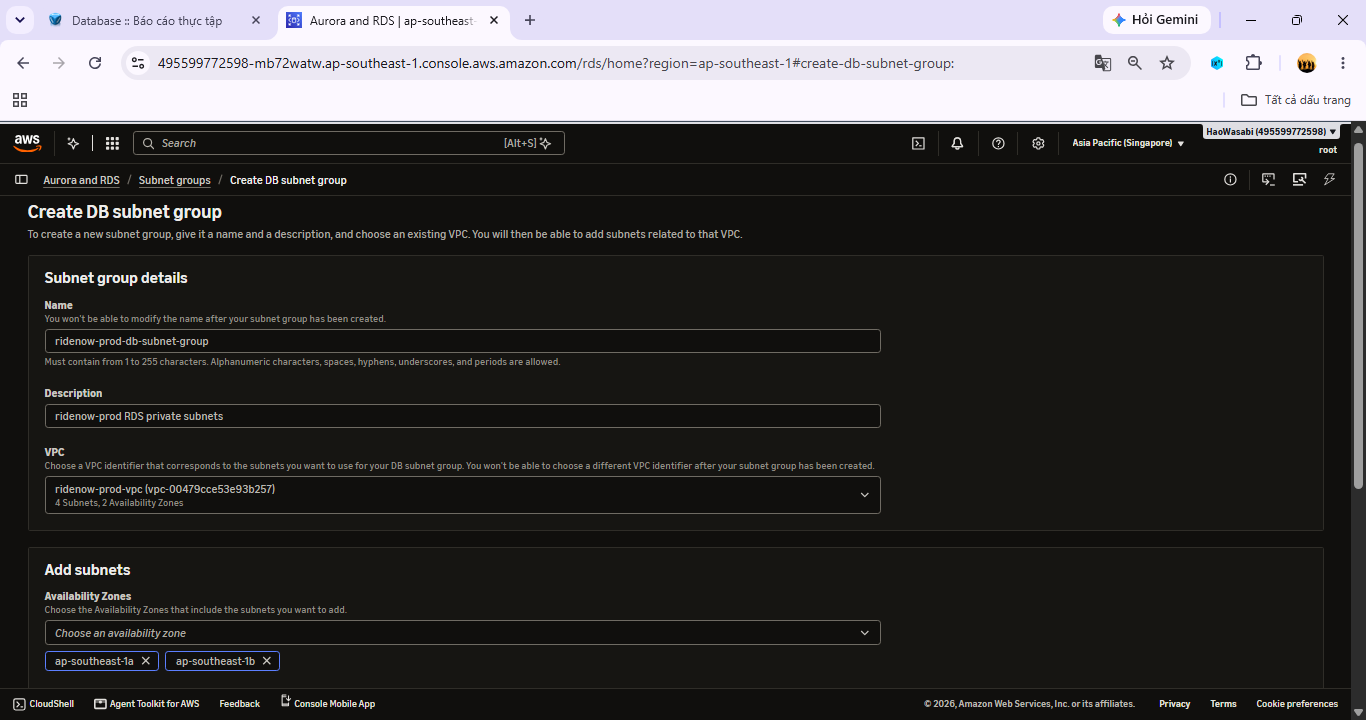 Database :: Báo cáo thực tập
Aurora and RDS | ap-southeast-
Hỏi Gemini
495599772598-mb72watw.ap-southeast-1.console.aws.amazon.com/rds/home?region=ap-southeast-1#create-db-subnet-group:
Tất cả dấu trang
aws
Search
[Alt+S]
Asia Pacific (Singapore)
HaoWasabi (495599772598)
root
Aurora and RDS / Subnet groups / Create DB subnet group
Create DB subnet group
To create a new subnet group, give it a name and a description, and choose an existing VPC. You will then be able to add subnets related to that VPC.
Subnet group details
Name
You won't be able to modify the name after your subnet group has been created.
ridenow-prod-db-subnet-group
Must contain from 1 to 255 characters. Alphanumeric characters, spaces, hyphens, underscores, and periods are allowed.
Description
ridenow-prod RDS private subnets
VPC
Choose a VPC identifier that corresponds to the subnets you want to use for your DB subnet group. You won't be able to choose a different VPC identifier after your subnet group has been created.
ridenow-prod-vpc (vpc-00479cce53e93b257)
4 Subnets, 2 Availability Zones
Add subnets
Availability Zones
Choose the Availability Zones that include the subnets you want to add.
Choose an availability zone
ap-southeast-1a
ap-southeast-1b
CloudShell
Agent Toolkit for AWS
Feedback
Console Mobile App
© 2026, Amazon Web Services, Inc. or its affiliates.
Privacy
Terms
Cookie preferences